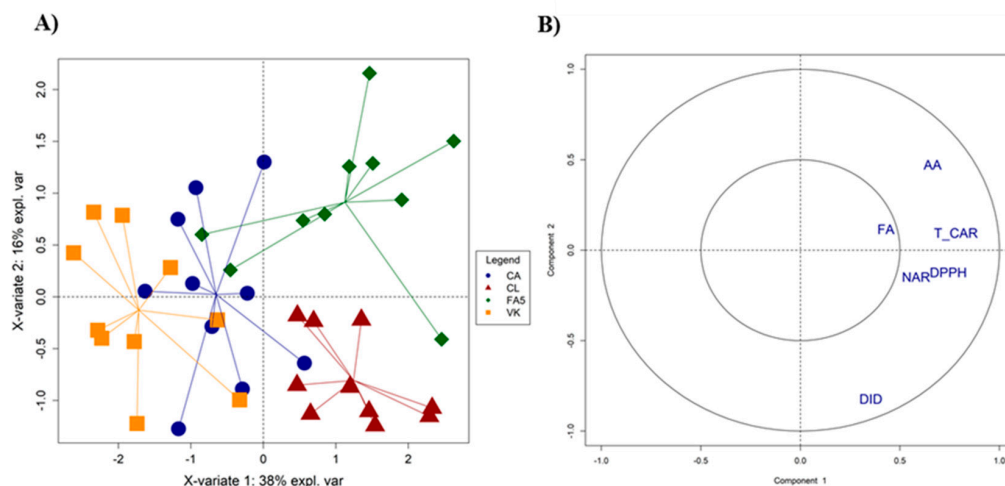 A)
X-variate 2: 16% expl. var
2.0
1.5
1.0
0.5
0.0
-0.5
-1.0
-2
-1
0
1
2
X-variate 1: 38% expl. var
Legend
CA
CL
FA5
VK
B)
Component 2
1.0
0.5
0.0
-0.5
-1.0
AA
FA
T_CAR
NAR
DPPH
DID
-1.0
-0.5
0.0
0.5
1.0
Component 1